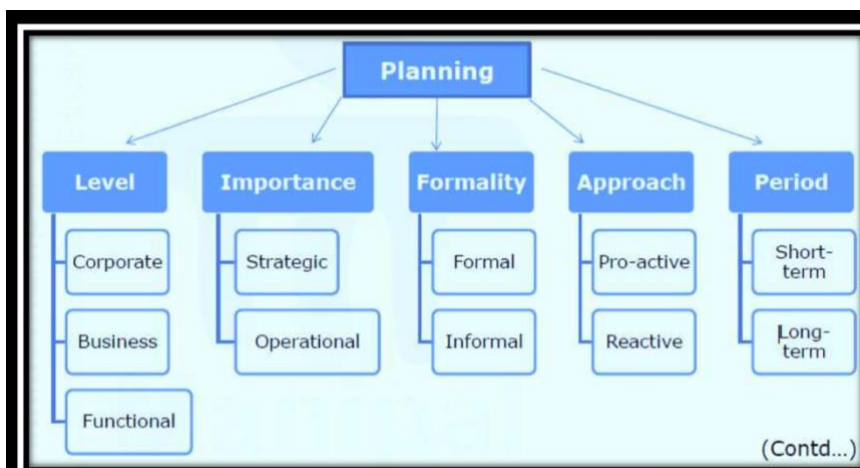 Planning
Level
Importance
Formality
Approach
Period
Corporate
Strategic
Formal
Pro-active
Short-
term
Business
Operational
Informal
Reactive
Long-
term
Functional
(Contd...)